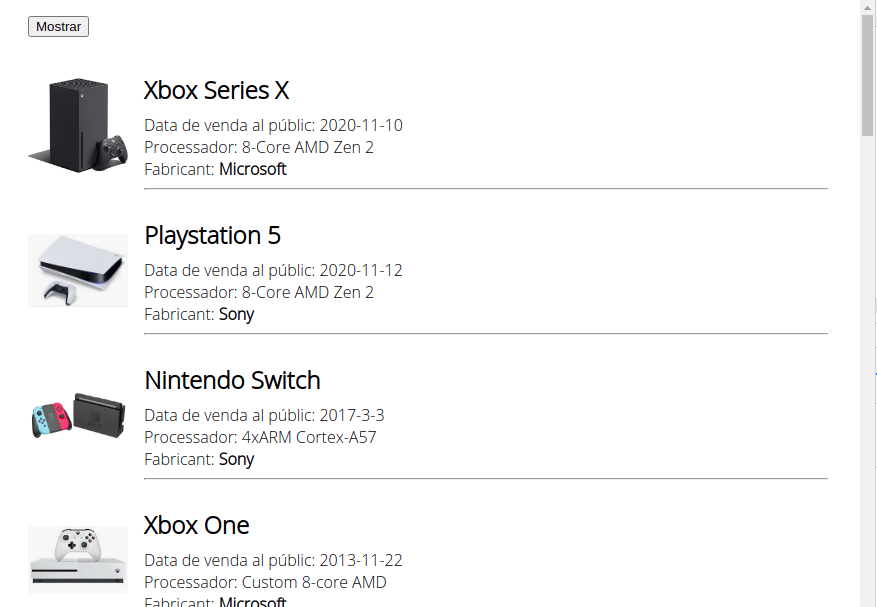 Mostrar
Xbox Series X
Data de venda al públic: 2020-11-10
Processador: 8-Core AMD Zen 2
Fabricant: Microsoft
Playstation 5
Data de venda al públic: 2020-11-12
Processador: 8-Core AMD Zen 2
Fabricant: Sony
Nintendo Switch
Data de venda al públic: 2017-3-3
Processador: 4xARM Cortex-A57
Fabricant: Sony
Xbox One
Data de venda al públic: 2013-11-22
Processador: Custom 8-core AMD
Fabricant: Microsoft